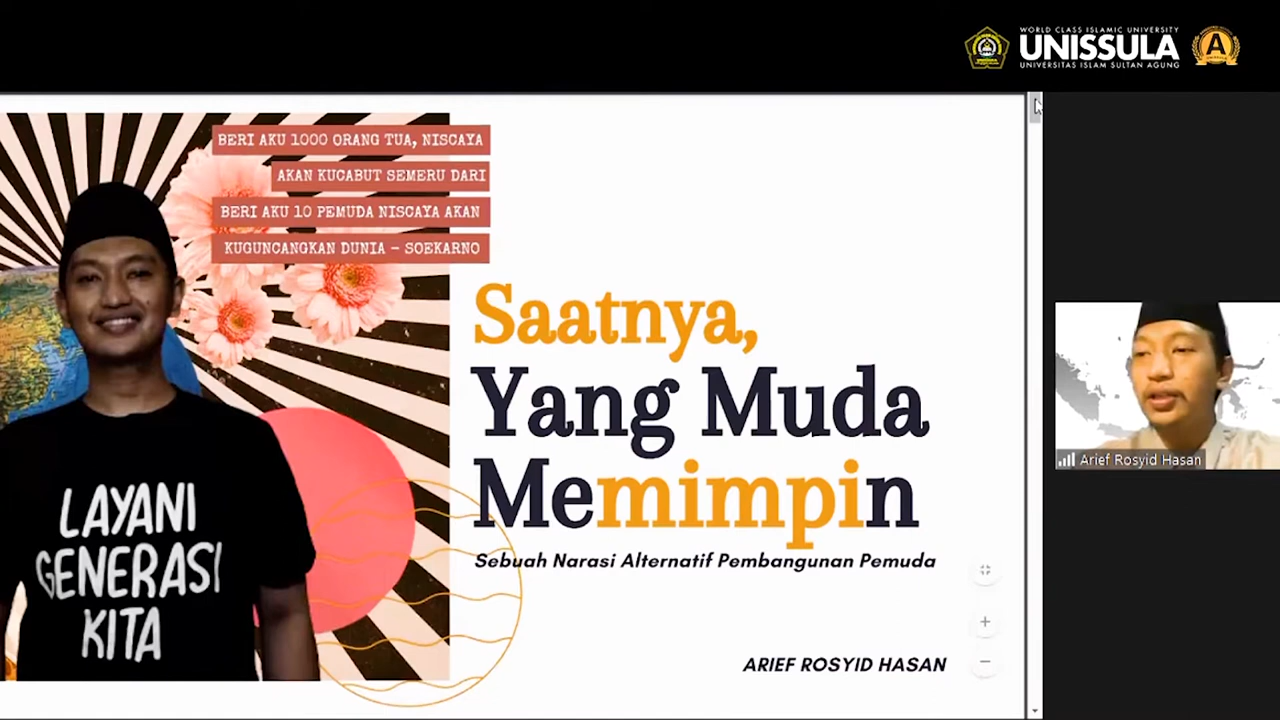 WORLD CLASS ISLAMIC UNIVERSITY
UNISSULA
UNIVERSITAS ISLAM SULTAN AGUNG
A
BERI AKU 1000 ORANG TUA, NISCAYA
AKAN KUCABUT SEMERU DARI
BERI AKU 10 PEMUDA NISCAYA AKAN
KUGUNCANGKAN DUNIA - SOEKARNO
Saatnya,
Yang Muda
Memimpin
Sebuah Narasi Alternatif Pembangunan Pemuda
LAYANI
GENERASI
KITA
ARIEF ROSYID HASAN
Arief Rosyid Hasan